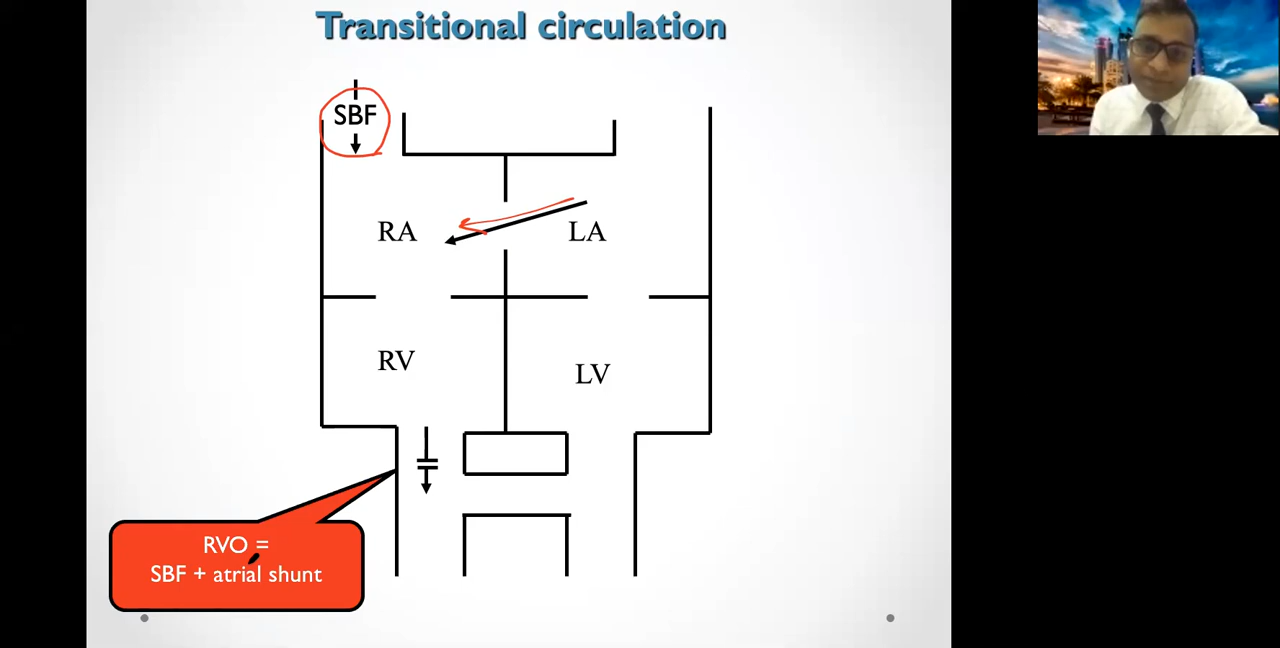 Transitional circulation
SBF
RA
LA
RV
LV
RVO =
SBF + atrial shunt